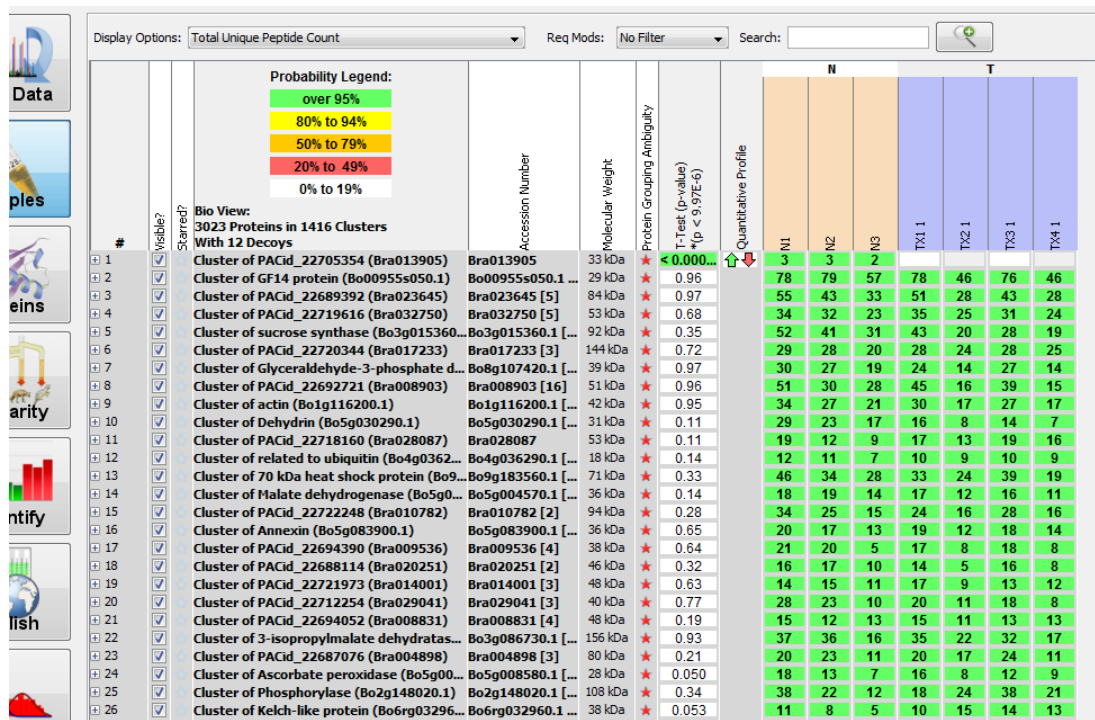 Display Options: Total Unique Peptide Count Req Mods: No Filter Search:
Data
ples
eins
arity
ntify
lish
N T
Probability Legend:
over 95%
80% to 94%
50% to 79%
20% to 49%
0% to 19%
Bio View:
3023 Proteins in 1416 Clusters
With 12 Decoys
# Visible? Starred? Accession Number Molecular Weight Protein Grouping Ambiguity T-Test (p-value) *(p < 9.97E-6) Quantitative Profile N1 N2 N3 TX1 1 TX2 1 TX3 1 TX4 1
1 Cluster of PACid_22705354 (Bra013905) Bra013905 33 kDa < 0.000... 3 3 2
2 Cluster of GF14 protein (Bo00955s050.1) Bo00955s050.1 ... 29 kDa 0.96 78 79 57 78 46 76 46
3 Cluster of PACid_22689392 (Bra023645) Bra023645 [5] 84 kDa 0.97 55 43 33 51 28 43 28
4 Cluster of PACid_22719616 (Bra032750) Bra032750 [5] 53 kDa 0.68 34 32 23 35 25 31 24
5 Cluster of sucrose synthase (Bo3g015360... Bo3g015360.1 [... 92 kDa 0.35 52 41 31 43 20 28 19
6 Cluster of PACid_22720344 (Bra017233) Bra017233 [3] 144 kDa 0.72 29 28 20 28 24 28 25
7 Cluster of Glyceraldehyde-3-phosphate d... Bo8g107420.1 [... 39 kDa 0.97 30 27 19 24 14 27 14
8 Cluster of PACid_22692721 (Bra008903) Bra008903 [16] 51 kDa 0.96 51 30 28 45 16 39 15
9 Cluster of actin (Bo1g116200.1) Bo1g116200.1 [... 42 kDa 0.95 34 27 21 30 17 27 17
10 Cluster of Dehydrin (Bo5g030290.1) Bo5g030290.1 [... 31 kDa 0.11 29 23 17 16 8 14 7
11 Cluster of PACid_22718160 (Bra028087) Bra028087 53 kDa 0.11 19 12 9 17 13 19 16
12 Cluster of related to ubiquitin (Bo4g0362... Bo4g036290.1 [... 18 kDa 0.14 12 11 7 10 9 10 9
13 Cluster of 70 kDa heat shock protein (Bo9... Bo9g183560.1 [... 71 kDa 0.33 46 34 28 33 24 39 19
14 Cluster of Malate dehydrogenase (Bo5g0... Bo5g004570.1 [... 36 kDa 0.14 18 19 14 17 12 16 11
15 Cluster of PACid_22722248 (Bra010782) Bra010782 [2] 94 kDa 0.28 34 25 15 24 16 28 16
16 Cluster of Annexin (Bo5g083900.1) Bo5g083900.1 [... 36 kDa 0.65 20 17 13 19 12 18 14
17 Cluster of PACid_22694390 (Bra009536) Bra009536 [4] 38 kDa 0.64 21 20 5 17 8 18 8
18 Cluster of PACid_22688114 (Bra020251) Bra020251 [2] 46 kDa 0.32 16 17 10 14 5 16 8
19 Cluster of PACid_22721973 (Bra014001) Bra014001 [3] 48 kDa 0.63 14 15 11 17 9 13 12
20 Cluster of PACid_22712254 (Bra029041) Bra029041 [3] 40 kDa 0.77 28 23 10 20 11 18 8
21 Cluster of PACid_22694052 (Bra008831) Bra008831 [4] 48 kDa 0.19 15 12 13 15 11 13 13
22 Cluster of 3-isopropylmalate dehydratas... Bo3g086730.1 [... 156 kDa 0.93 37 36 16 35 22 32 17
23 Cluster of PACid_22687076 (Bra004898) Bra004898 [3] 80 kDa 0.21 20 23 11 20 17 24 11
24 Cluster of Ascorbate peroxidase (Bo5g00... Bo5g008580.1 [... 28 kDa 0.050 18 13 7 16 8 12 9
25 Cluster of Phosphorylase (Bo2g148020.1) Bo2g148020.1 [... 108 kDa 0.34 38 22 12 18 24 38 21
26 Cluster of Kelch-like protein (Bo6rg03296... Bo6rg032960.1 ... 38 kDa 0.053 11 8 5 10 15 14 13